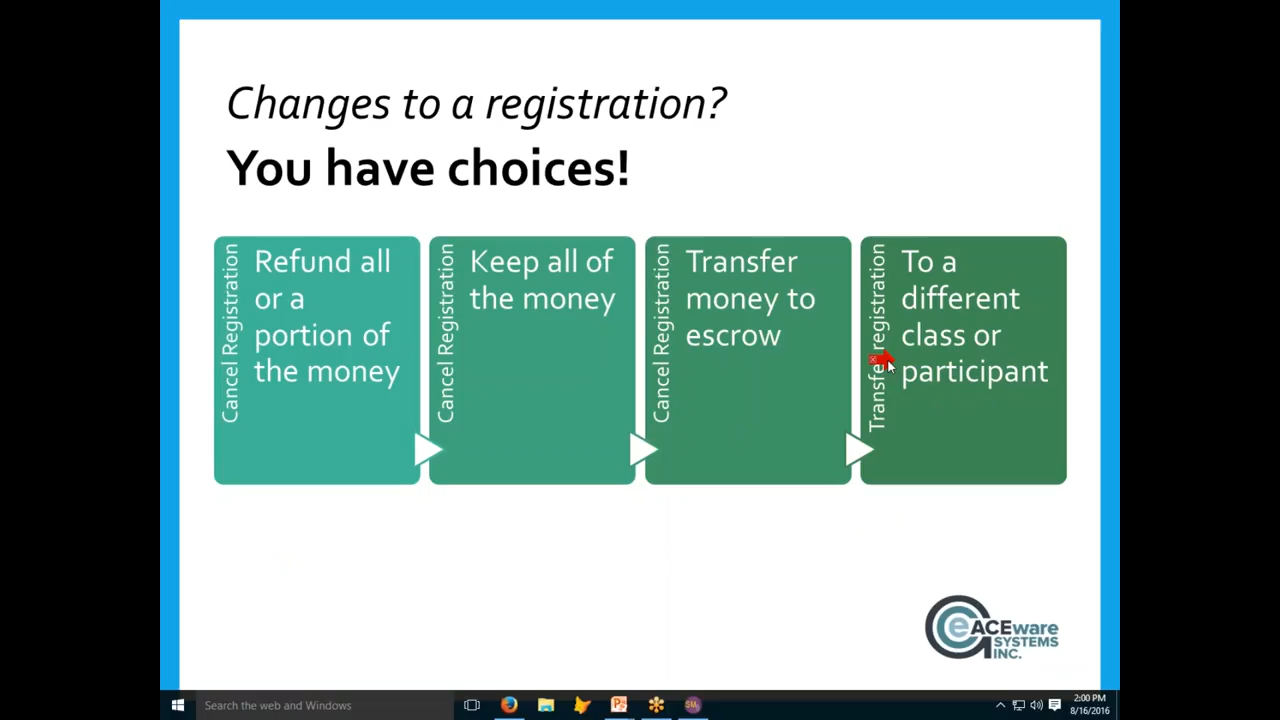 Changes to a registration?
You have choices!
Cancel Registration
Refund all
or a
portion of
the money
Cancel Registration
Keep all of
the money
Cancel Registration
Transfer
money to
escrow
Transfer registration
To a
different
class or
participant
ACEware
SYSTEMS
INC.
Search the web and Windows
2:00 PM
8/16/2016